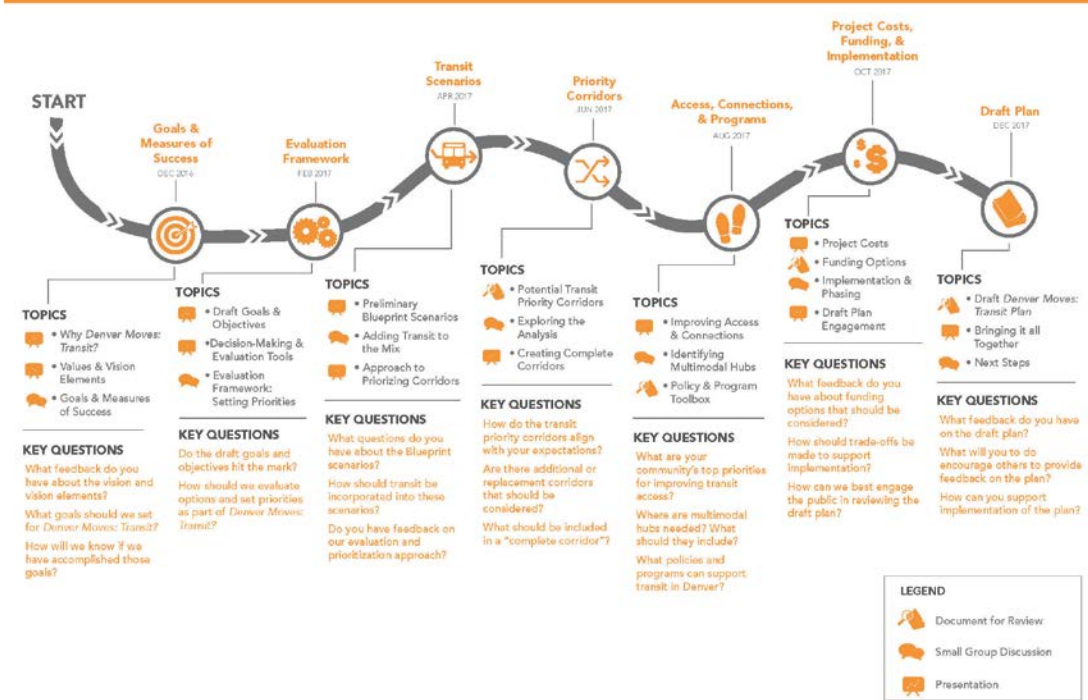 START
Goals &
Measures of
Success
DEC 2016
Evaluation
Framework
FEB 2017
Transit
Scenarios
APR 2017
Priority
Corridors
JUN 2017
Access, Connections,
& Programs
AUG 2017
Project Costs,
Funding, &
Implementation
OCT 2017
Draft Plan
DEC 2017
TOPICS
• Why Denver Moves:
Transit?
• Values & Vision
Elements
• Goals & Measures
of Success
KEY QUESTIONS
What feedback do you
have about the vision and
vision elements?
What goals should we set
for Denver Moves: Transit?
How will we know if we
have accomplished those
goals?
TOPICS
• Draft Goals &
Objectives
•Decision-Making &
Evaluation Tools
• Evaluation
Framework:
Setting Priorities
KEY QUESTIONS
Do the draft goals and
objectives hit the mark?
How should we evaluate
options and set priorities
as part of Denver Moves:
Transit?
TOPICS
• Preliminary
Blueprint Scenarios
• Adding Transit to
the Mix
• Approach to
Priorizing Corridors
KEY QUESTIONS
What questions do you
have about the Blueprint
scenarios?
How should transit be
incorporated into these
scenarios?
Do you have feedback on
our evaluation and
prioritization approach?
TOPICS
• Potential Transit
Priority Corridors
• Exploring the
Analysis
• Creating Complete
Corridors
KEY QUESTIONS
How do the transit
priority corridors align
with your expectations?
Are there additional or
replacement corridors
that should be
considered?
What should be included
in a "complete corridor"?
TOPICS
• Improving Access
& Connections
• Identifying
Multimodal Hubs
• Policy & Program
Toolbox
KEY QUESTIONS
What are your
community's top priorities
for improving transit
access?
Where are multimodal
hubs needed? What
should they include?
What policies and
programs can support
transit in Denver?
TOPICS
• Project Costs
• Funding Options
• Implementation &
Phasing
• Draft Plan
Engagement
KEY QUESTIONS
What feedback do you
have about funding
options that should be
considered?
How should trade-offs be
made to support
implementation?
How can we best engage
the public in reviewing the
draft plan?
TOPICS
• Draft Denver Moves:
Transit Plan
• Bringing it all
Together
• Next Steps
KEY QUESTIONS
What feedback do you have
on the draft plan?
What will you to do
encourage others to provide
feedback on the plan?
How can you support
implementation of the plan?
LEGEND
Document for Review
Small Group Discussion
Presentation